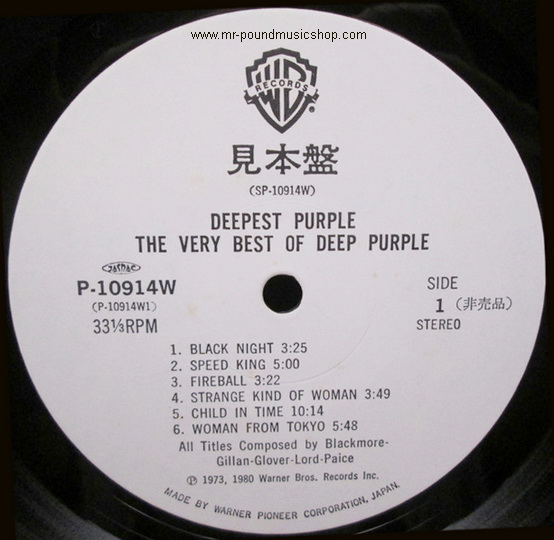 www.mr-poundmusicshop.com
WB
RECORDS
®
見本盤
(SP-10914W)
DEEPEST PURPLE
THE VERY BEST OF DEEP PURPLE
JASRAC
P-10914W
(P-10914W1)
33⅓RPM
SIDE
1 (非売品)
STEREO
1. BLACK NIGHT 3:25
2. SPEED KING 5:00
3. FIREBALL 3:22
4. STRANGE KIND OF WOMAN 3:49
5. CHILD IN TIME 10:14
6. WOMAN FROM TOKYO 5:48
All Titles Composed by Blackmore-
Gillan-Glover-Lord-Paice
Ⓟ 1973, 1980 Warner Bros. Records Inc.
MADE BY WARNER PIONEER CORPORATION, JAPAN.